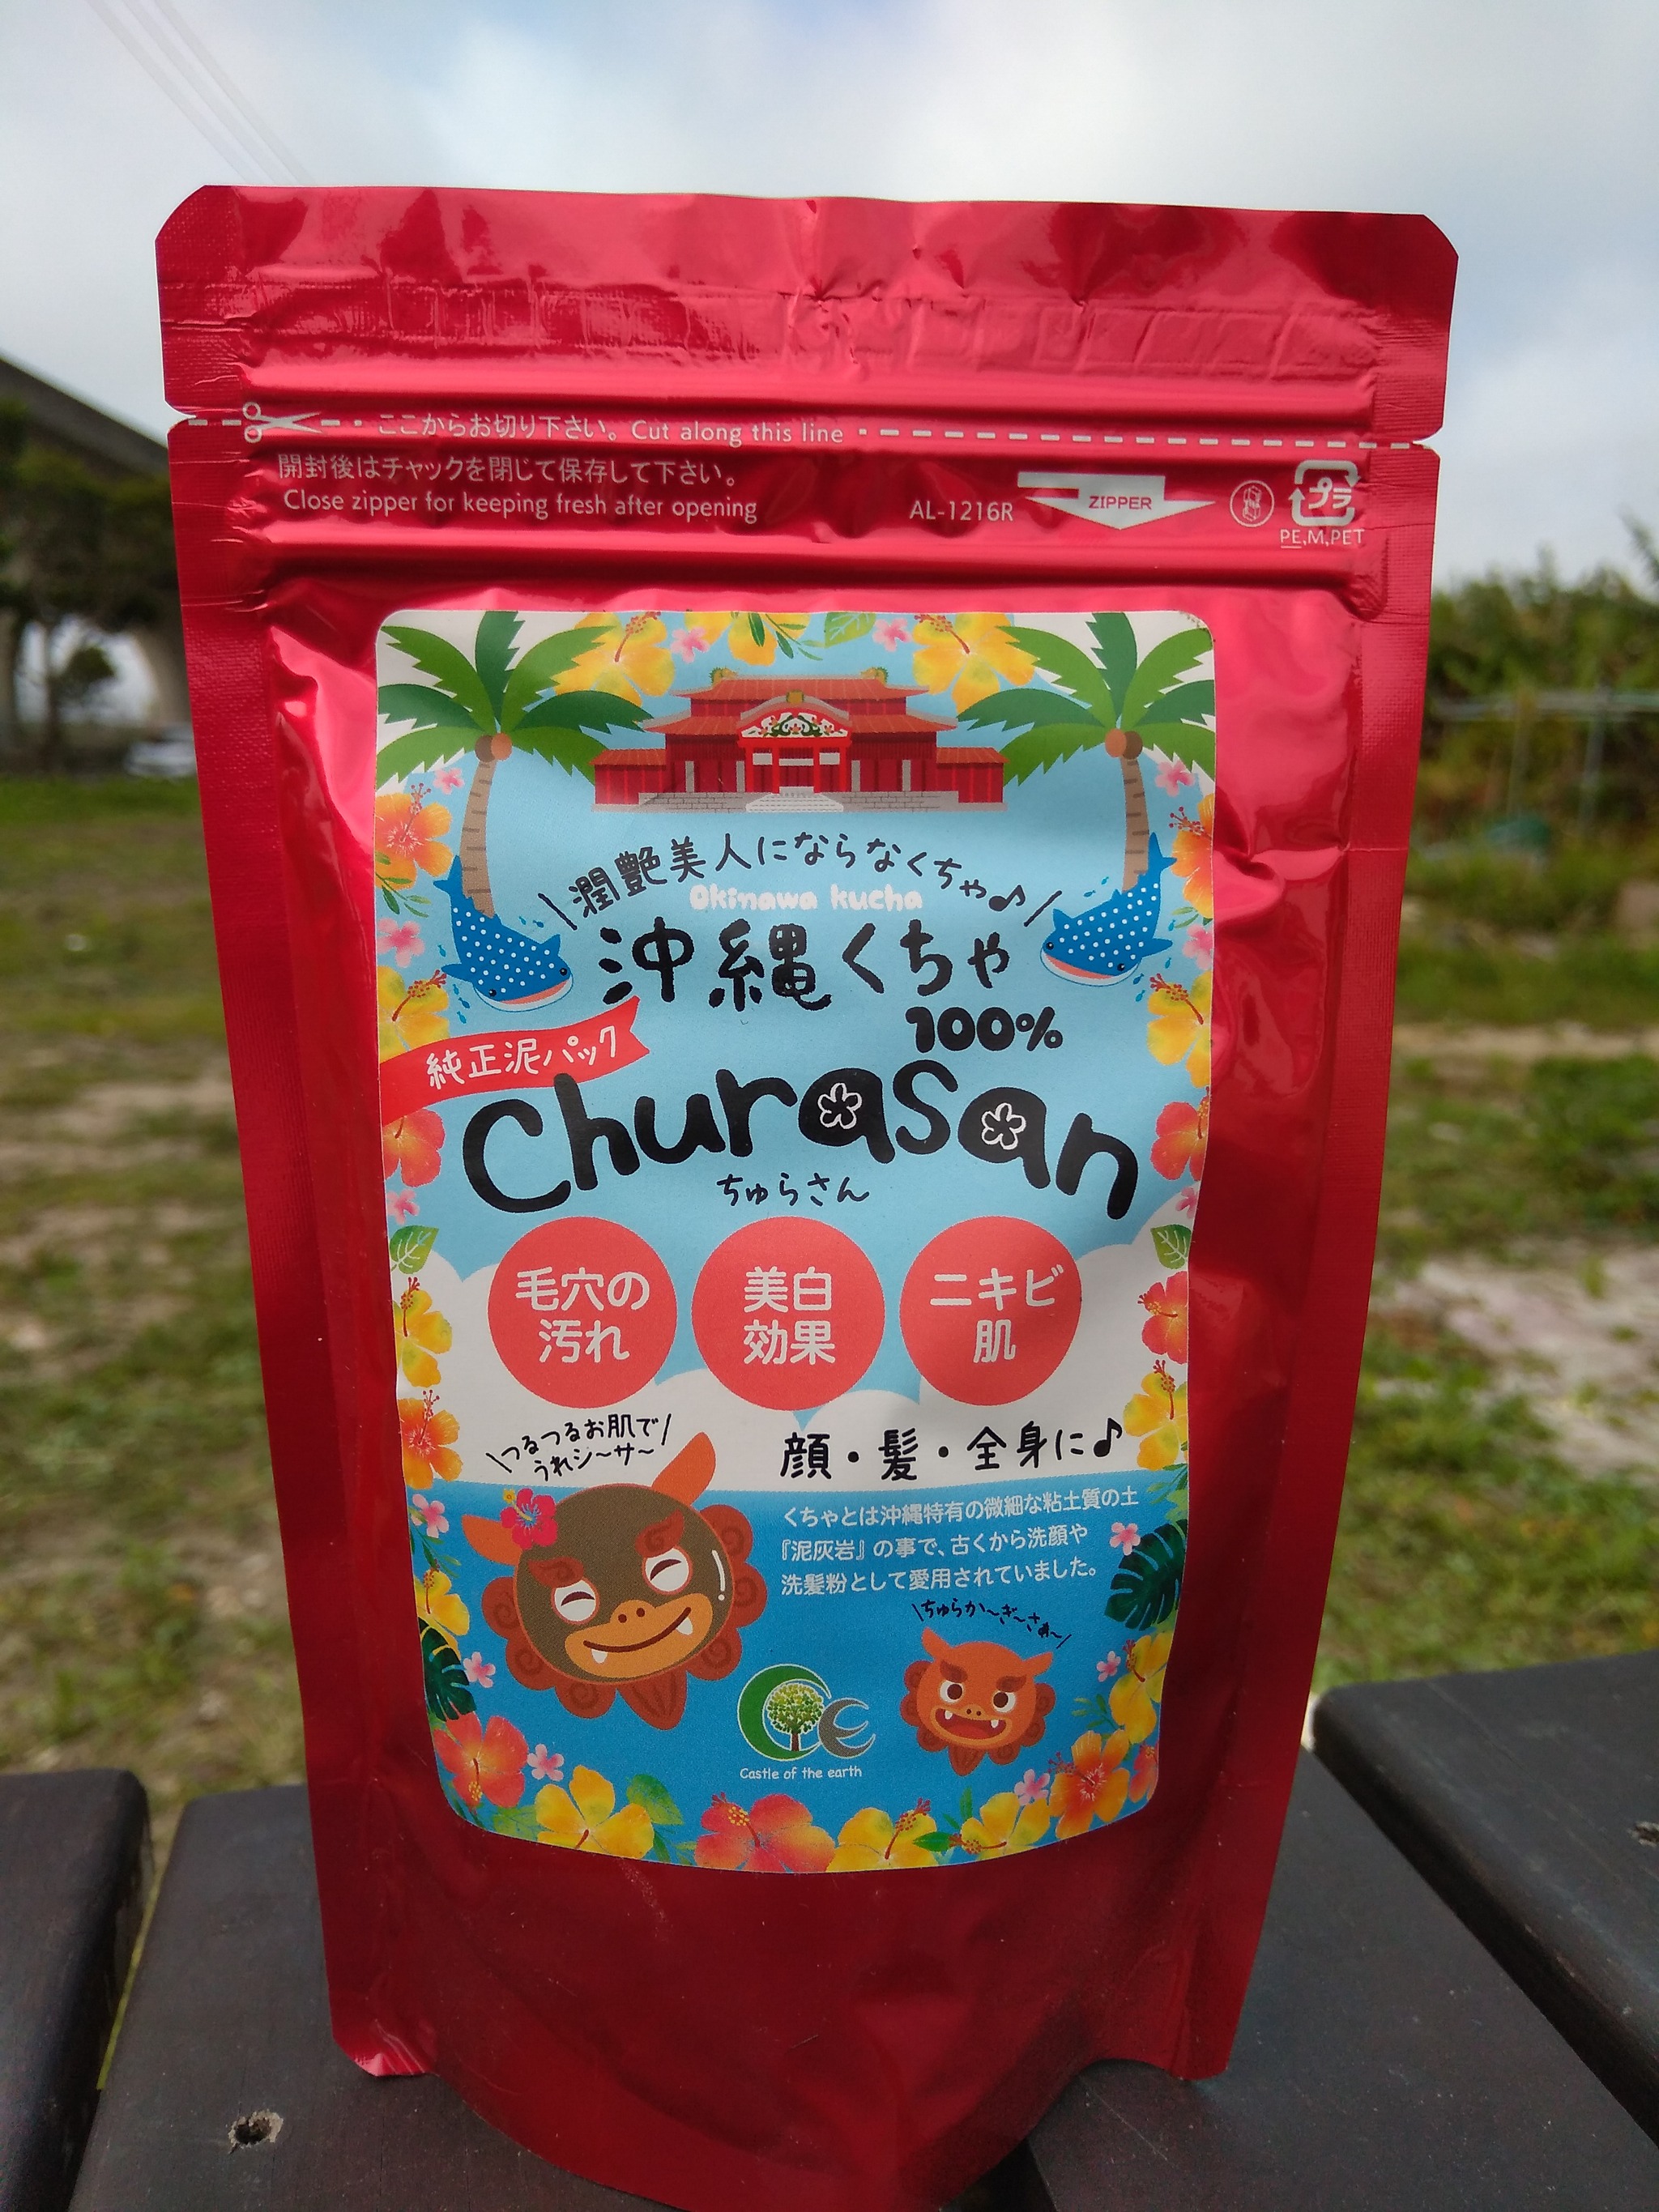 ここからお切り下さい。 Cut along this line
開封後はチャックを閉じて保存して下さい。
Close zipper for keeping fresh after opening
AL-1216R
ZIPPER
プラ
PE,M,PET
潤艶美人にならなくちゃ♪
Okinawa kucha
沖縄くちゃ
100%
純正泥パック
Churasan
ちゅらさん
毛穴の
汚れ
美白
効果
ニキビ
肌
つるつるお肌で
うれシ～サ～
顔・髪・全身に♪
くちゃとは沖縄特有の微細な粘土質の土
『泥灰岩』の事で、古くから洗顔や
洗髪粉として愛用されていました。
ちゅらか～ぎ～さぁ～
CE
Castle of the earth